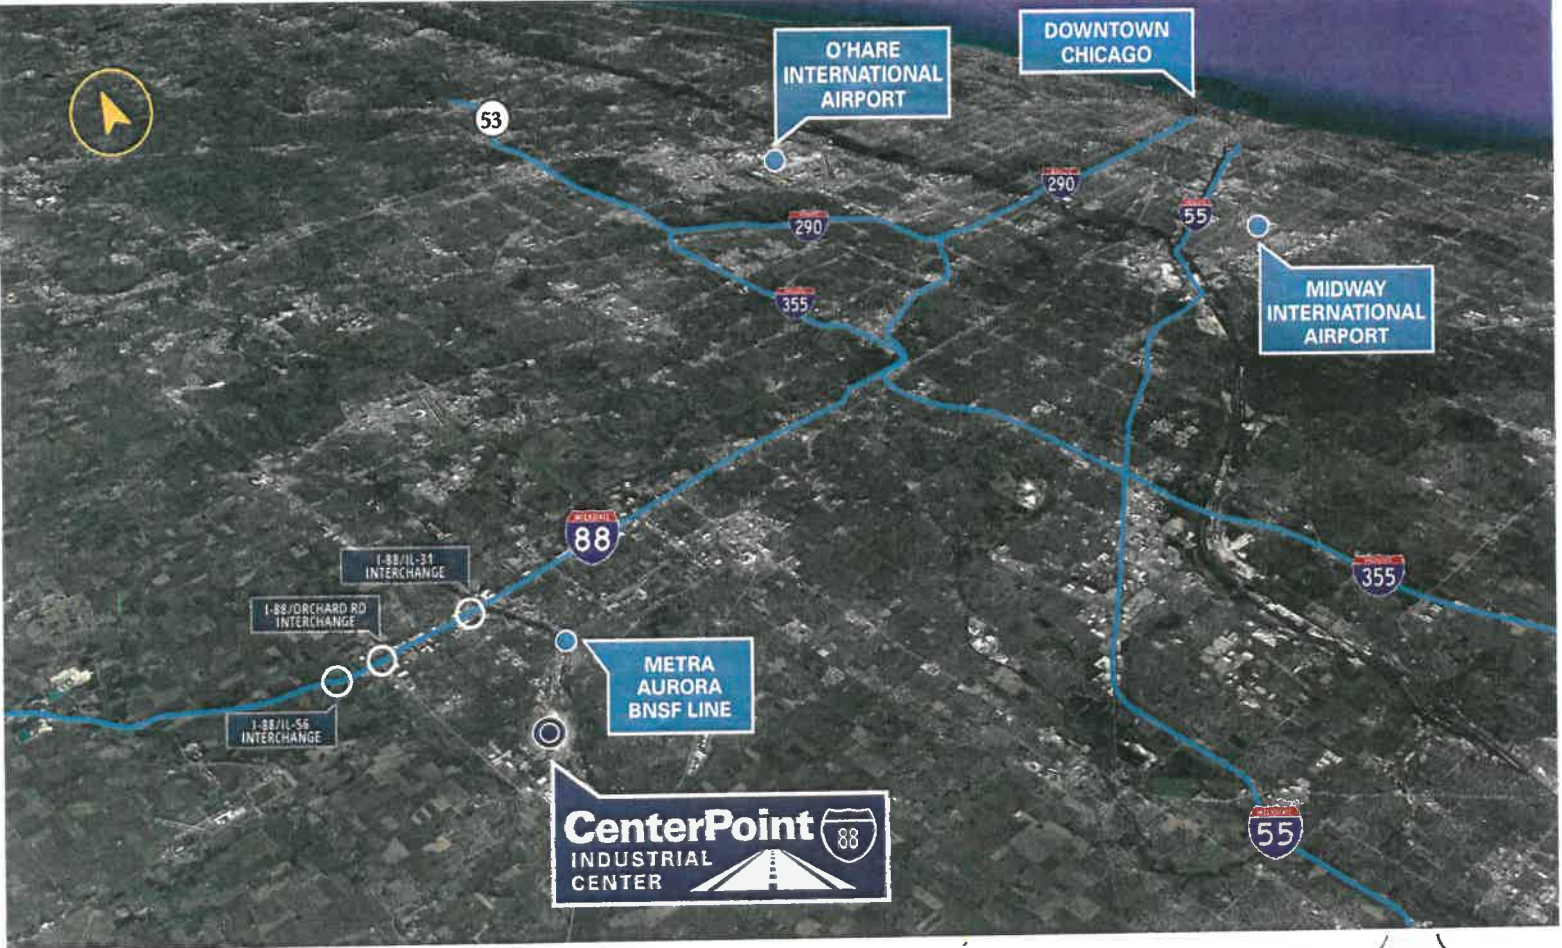 DOWNTOWN
CHICAGO
O'HARE
INTERNATIONAL
AIRPORT
53
290
55
290
355
MIDWAY
INTERNATIONAL
AIRPORT
INTERSTATE
88
I-88/IL-31
INTERCHANGE
355
I-88/ORCHARD RD
INTERCHANGE
METRA
AURORA
BNSF LINE
I-88/IL-56
INTERCHANGE
55
CenterPoint 88
INDUSTRIAL
CENTER